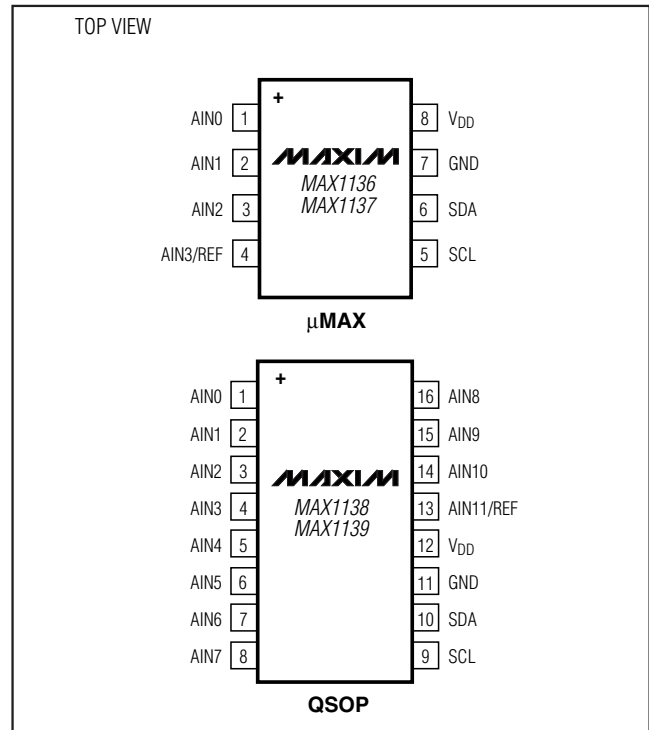 TOP VIEW
+
AIN0 1 8 VDD
AIN1 2 MAXIM 7 GND
MAX1136
AIN2 3 MAX1137 6 SDA
AIN3/REF 4 5 SCL
µMAX
+
AIN0 1 16 AIN8
AIN1 2 15 AIN9
AIN2 3 MAXIM 14 AIN10
AIN3 4 MAX1138 13 AIN11/REF
MAX1139
AIN4 5 12 VDD
AIN5 6 11 GND
AIN6 7 10 SDA
AIN7 8 9 SCL
QSOP